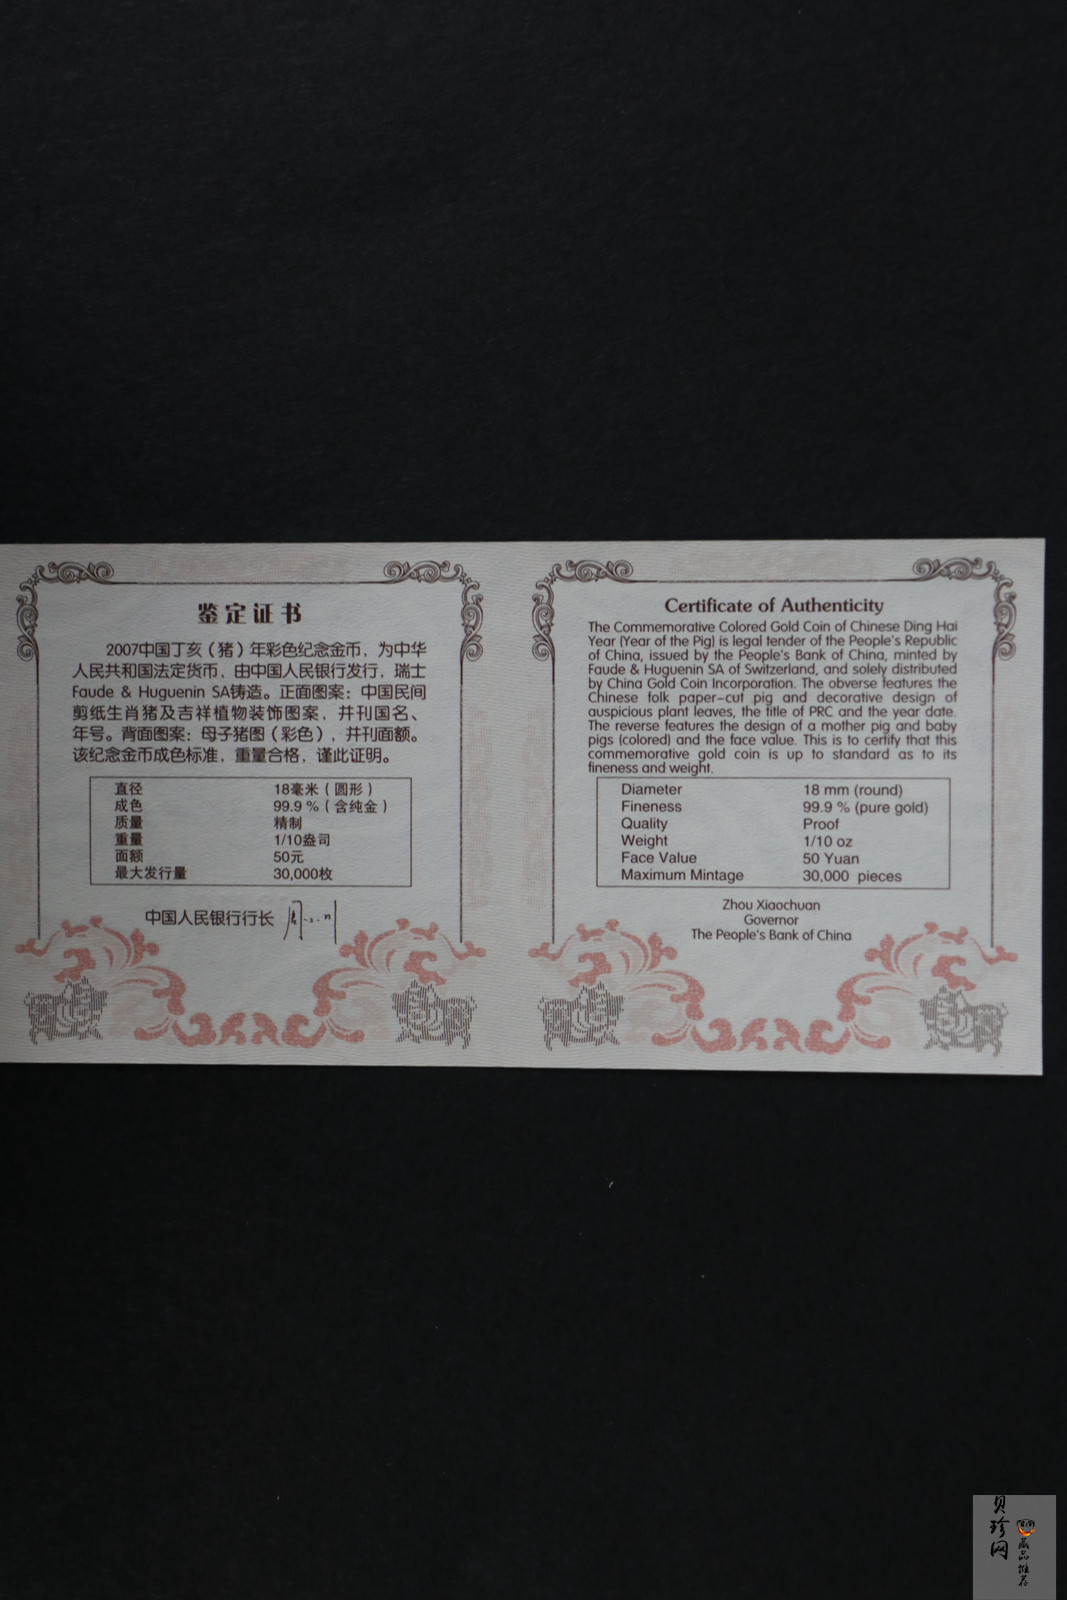 鉴定证书
2007中国丁亥（猪）年彩色纪念金币，为中华
人民共和国法定货币，由中国人民银行发行，瑞士
Faude & Huguenin SA铸造。正面图案：中国民间
剪纸生肖猪及吉祥植物装饰图案，并刊国名、
年号。背面图案：母子猪图（彩色），并刊面额。
该纪念金币成色标准，重量合格，谨此证明。
直径 18毫米（圆形）
成色 99.9 %（含纯金）
质量 精制
重量 1/10盎司
面额 50元
最大发行量 30,000枚
中国人民银行行长
Certificate of Authenticity
The Commemorative Colored Gold Coin of Chinese Ding Hai
Year (Year of the Pig) is legal tender of the People's Republic
of China, issued by the People's Bank of China, minted by
Faude & Huguenin SA of Switzerland, and solely distributed
by China Gold Coin Incorporation. The obverse features the
Chinese folk paper-cut pig and decorative design of
auspicious plant leaves, the title of PRC and the year date.
The reverse features the design of a mother pig and baby
pigs (colored) and the face value. This is to certify that this
commemorative gold coin is up to standard as to its
fineness and weight.
Diameter 18 mm (round)
Fineness 99.9 % (pure gold)
Quality Proof
Weight 1/10 oz
Face Value 50 Yuan
Maximum Mintage 30,000 pieces
Zhou Xiaochuan
Governor
The People's Bank of China
贝珍网
藏品推荐